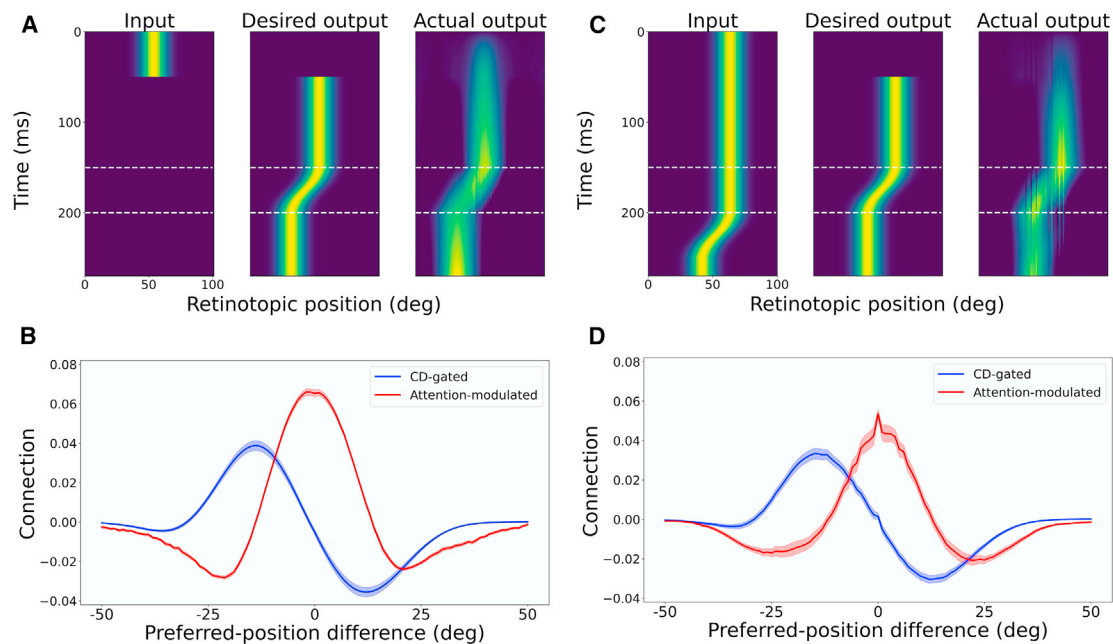 A
Input
Desired output
Actual output
0
100
200
Time (ms)
0 50 100
Retinotopic position (deg)
C
Input
Desired output
Actual output
0
100
200
Time (ms)
0 50 100
Retinotopic position (deg)
B
0.08
0.06
0.04
0.02
0.00
−0.02
−0.04
Connection
CD-gated
Attention-modulated
-50 -25 0 25 50
Preferred-position difference (deg)
D
0.08
0.06
0.04
0.02
0.00
−0.02
−0.04
Connection
CD-gated
Attention-modulated
-50 -25 0 25 50
Preferred-position difference (deg)